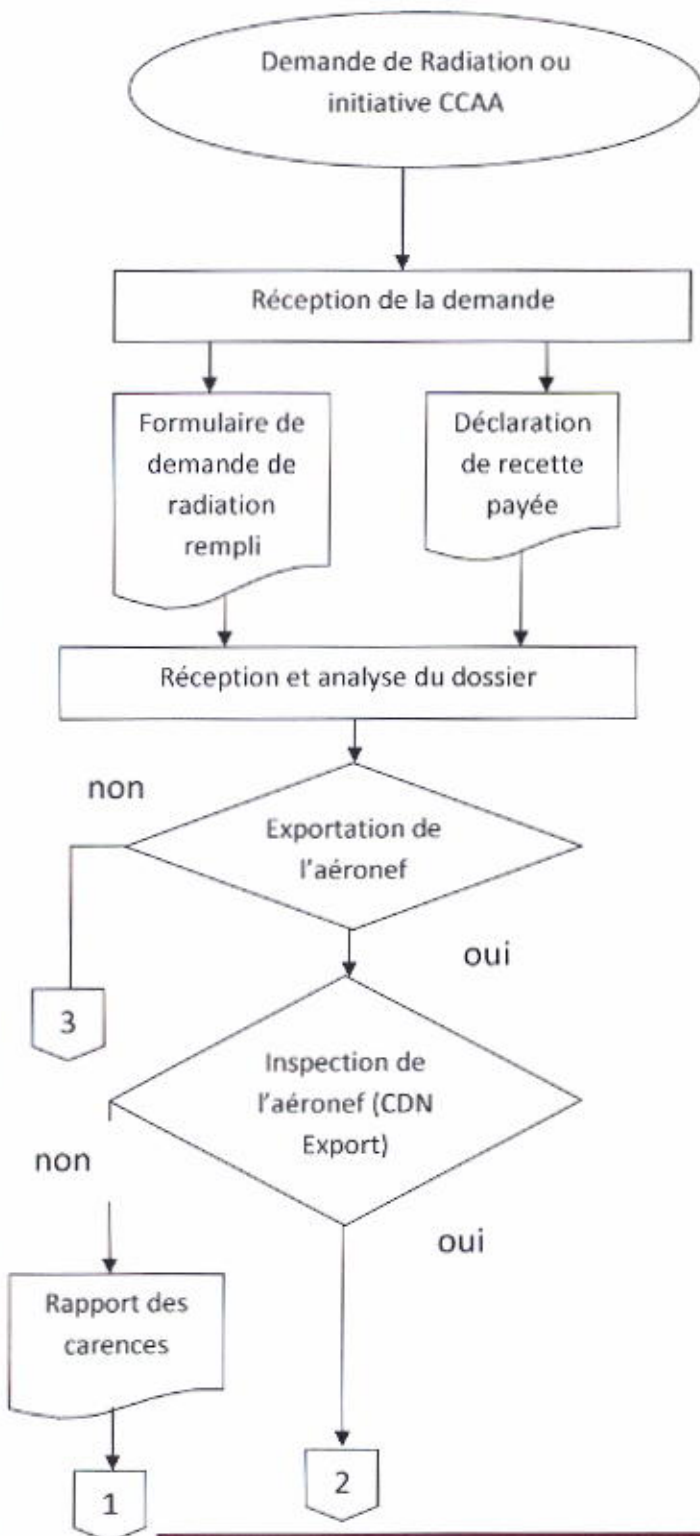 Demande de Radiation ou
initiative CCAA
Réception de la demande
Formulaire de
demande de
radiation
rempli
Déclaration
de recette
payée
Réception et analyse du dossier
non
Exportation de
l'aéronef
oui
3
Inspection de
l'aéronef (CDN
Export)
non
oui
Rapport des
carences
1
2